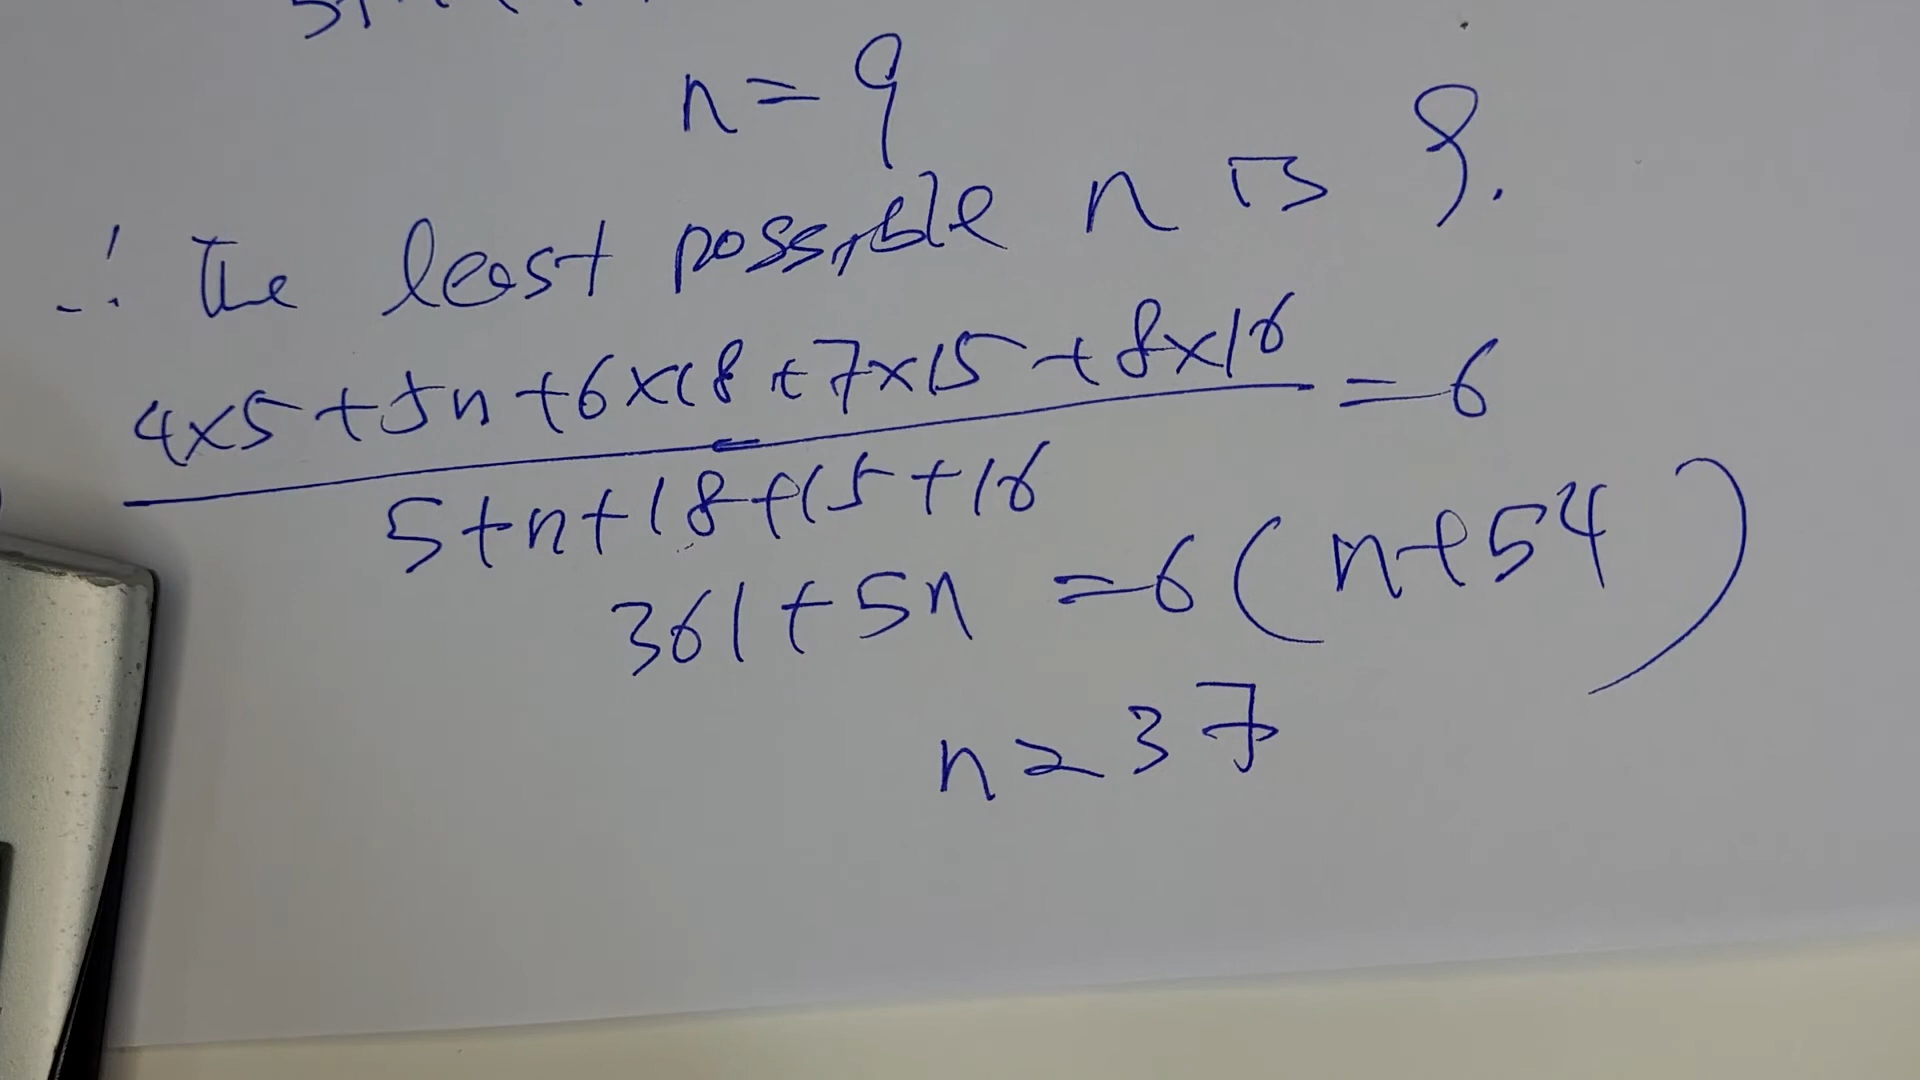 n = 9
∴ The least possible n is 9.
4×5+5n+6×18+7×15+8×16 = 6
5+n+18+15+16
361+5n = 6(n+54)
n = 37